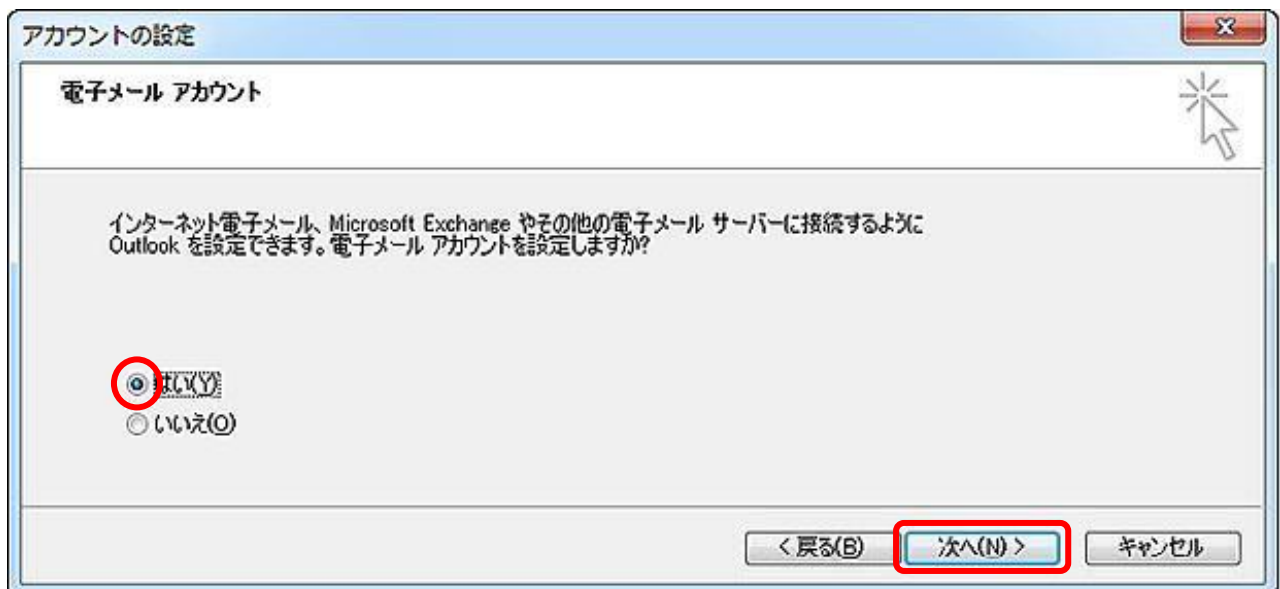 アカウントの設定
電子メール アカウント
インターネット電子メール、Microsoft Exchange やその他の電子メール サーバーに接続するように
Outlook を設定できます。電子メール アカウントを設定しますか?
はい(Y)
いいえ(O)
< 戻る(B) 次へ(N) > キャンセル